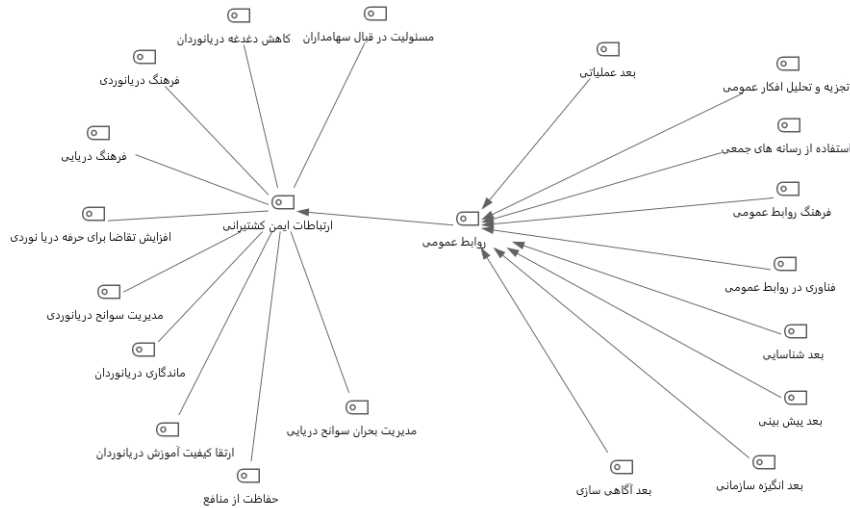 مسئولیت در قبال سهامداران
کاهش دغدغه دریانوردان
بعد عملیاتی
فرهنگ دریانوردی
تجزیه و تحلیل افکار عمومی
استفاده از رسانه های جمعی
فرهنگ دریایی
فرهنگ روابط عمومی
ارتباطات ایمن کشتیرانی
افزایش تقاضا برای حرفه دریا نوردی
روابط عمومی
فناوری در روابط عمومی
مدیریت سوانح دریانوردی
بعد شناسایی
ماندگاری دریانوردان
بعد پیش بینی
مدیریت بحران سوانح دریایی
ارتقا کیفیت آموزش دریانوردان
بعد انگیزه سازمانی
بعد آگاهی سازی
حفاظت از منافع